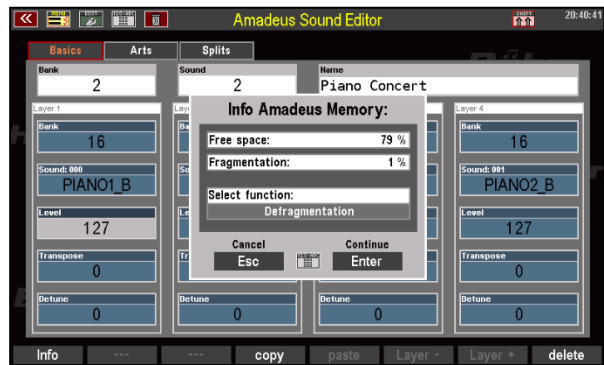 Amadeus Sound Editor
20:40:41
Basics Arts Splits
Bank Sound Name
2 2 Piano Concert
Layer 1 Layer 4
Bank Bank
16 16
Sound: 000 Sound: 091
PIANO1_B PIANO2_B
Level Level
127 127
Transpose Transpose
0 0
Detune Detune Detune Detune
0 0 0 0
Info Amadeus Memory:
Free space: 79 %
Fragmentation: 1 %
Select function:
Defragmentation
Cancel Continue
Esc Enter
Info --- --- copy paste Layer - Layer + delete